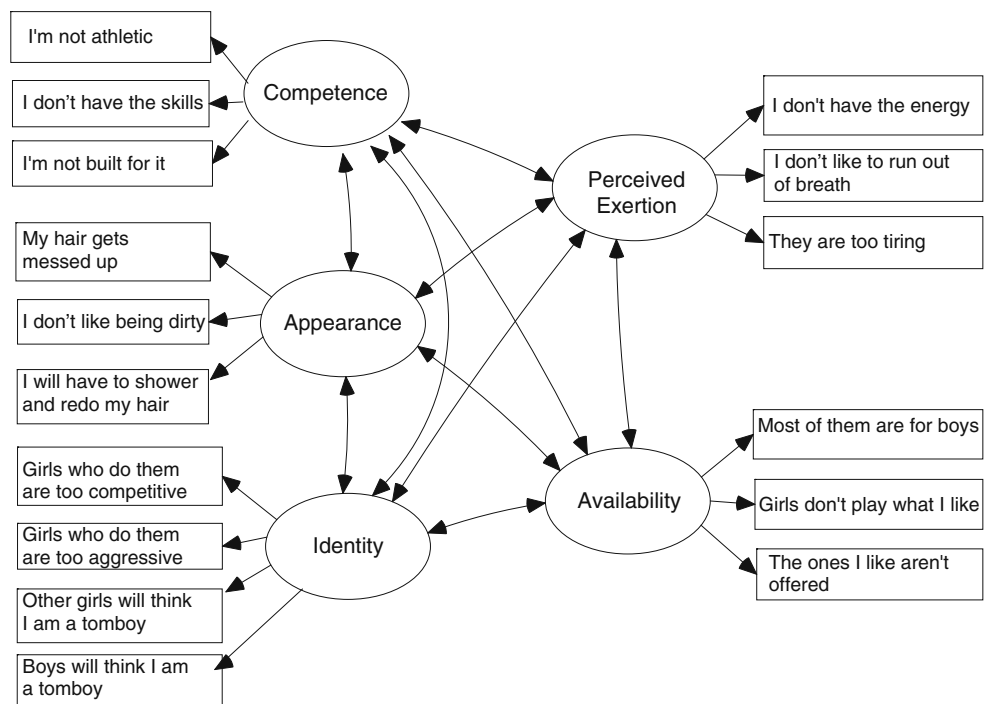 I'm not athletic
I don't have the skills
I'm not built for it
Competence
My hair gets
messed up
I don't like being dirty
I will have to shower
and redo my hair
Appearance
Girls who do them
are too competitive
Girls who do them
are too aggressive
Other girls will think
I am a tomboy
Boys will think I am
a tomboy
Identity
Perceived
Exertion
I don't have the energy
I don't like to run out
of breath
They are too tiring
Availability
Most of them are for boys
Girls don't play what I like
The ones I like aren't
offered